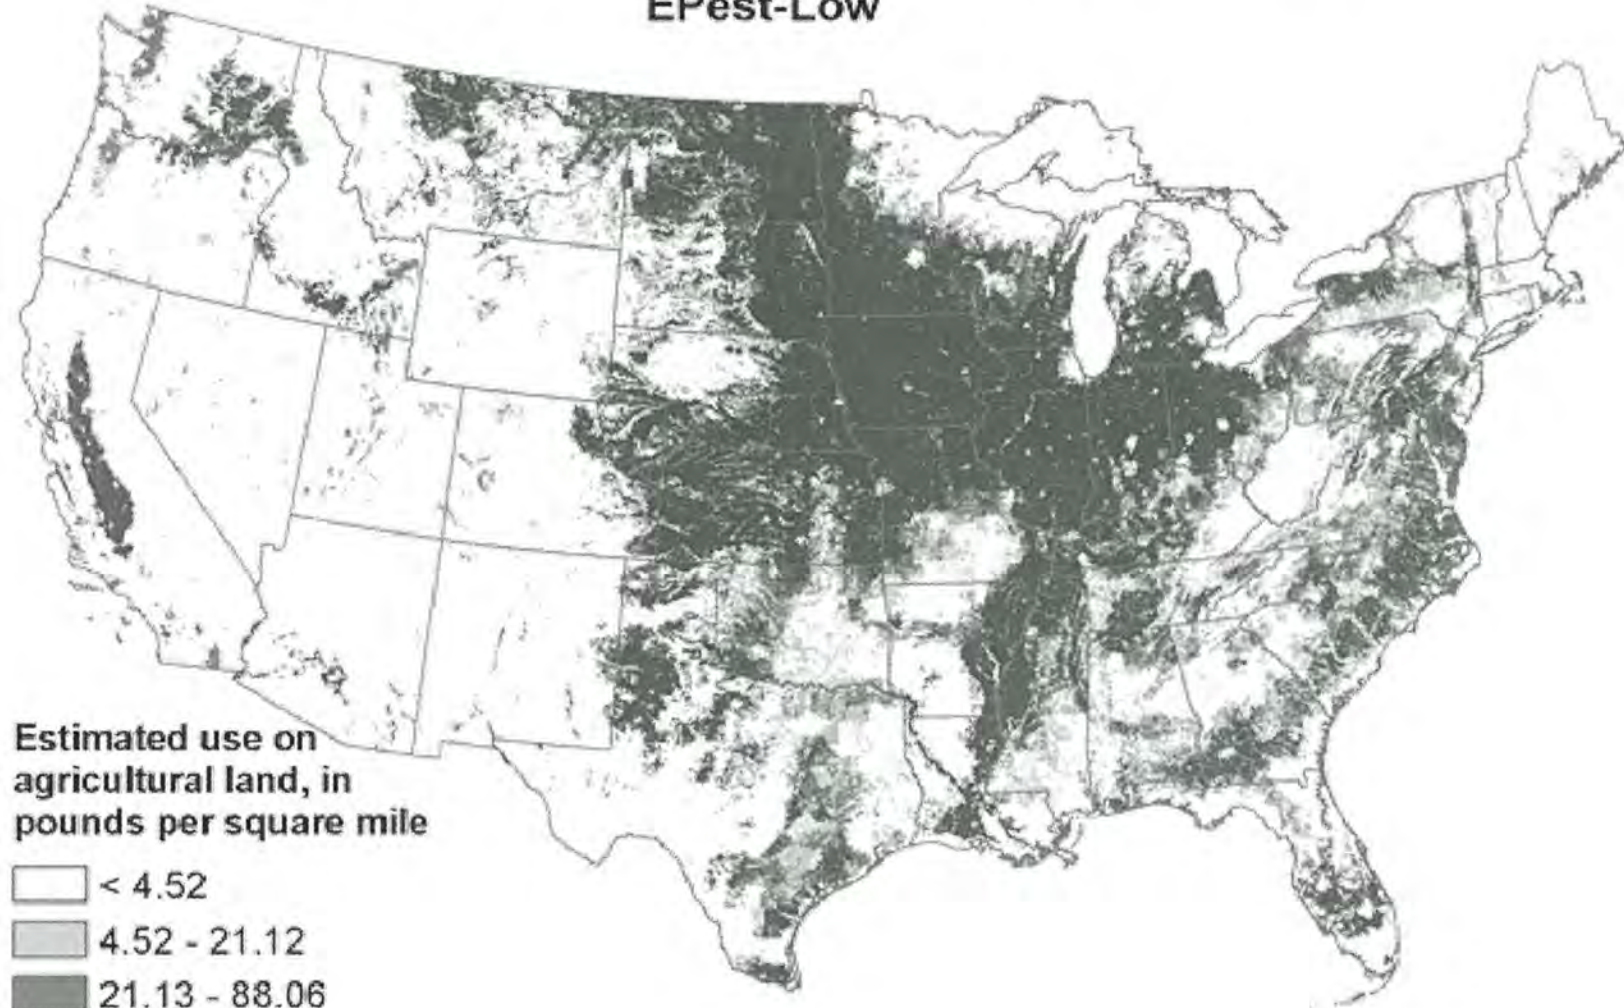 EPest-Low
Estimated use on
agricultural land, in
pounds per square mile
< 4.52
4.52 - 21.12
21.13 - 88.06